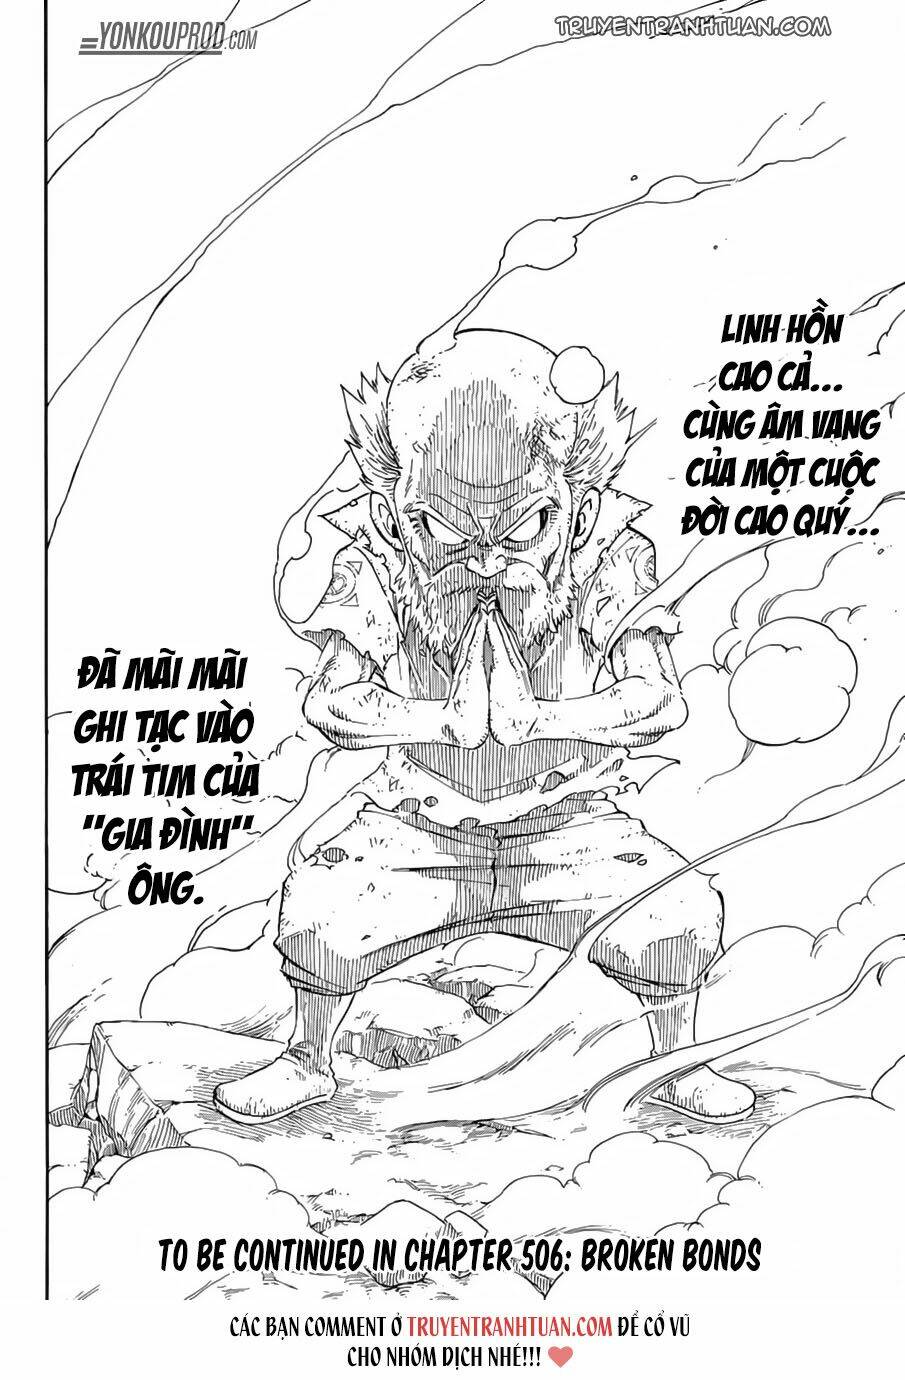 =YONKOUPROD.COM
TRUYENTRANHTUAN.COM
LINH HỒN
CAO CẢ...
CÙNG ÂM VANG
CỦA MỘT CUỘC
ĐỜI CAO QUÝ...
ĐÃ MÃI MÃI
GHI TẠC VÀO
TRÁI TIM CỦA
"GIA ĐÌNH"
ÔNG.
TO BE CONTINUED IN CHAPTER 506: BROKEN BONDS
CÁC BẠN COMMENT Ở TRUYENTRANHTUAN.COM ĐỂ CỔ VŨ
CHO NHÓM DỊCH NHÉ!!! ❤